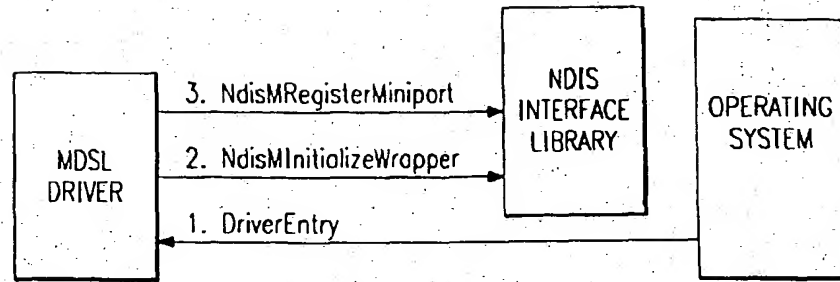 MDSL
DRIVER
3. NdisMRegisterMiniport
2. NdisMInitializeWrapper
1. DriverEntry
NDIS
INTERFACE
LIBRARY
OPERATING
SYSTEM